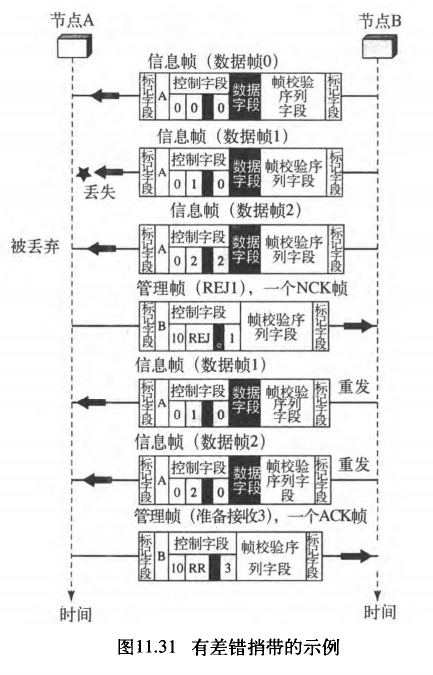 节点A 节点B
信息帧（数据帧0）
标记字段 A 控制字段 0 0 0 数据字段 帧校验序列字段 标记字段
信息帧（数据帧1）
标记字段 A 控制字段 0 1 0 数据字段 帧校验序列字段 标记字段
丢失
信息帧（数据帧2）
被丢弃 标记字段 A 控制字段 0 2 2 数据字段 帧校验序列字段 标记字段
管理帧（REJ1），一个NCK帧
标记字段 B 控制字段 10 REJ 。 1 帧校验序列字段 标记字段
信息帧（数据帧1）
标记字段 A 控制字段 0 1 0 数据字段 帧校验序列字段 标记字段 重发
信息帧（数据帧2）
标记字段 A 控制字段 0 2 0 数据字段 帧校验序列字段 标记字段 重发
管理帧（准备接收3），一个ACK帧
标记字段 B 控制字段 10 RR 3 帧校验序列字段 标记字段
时间 时间
图11.31 有差错捎带的示例